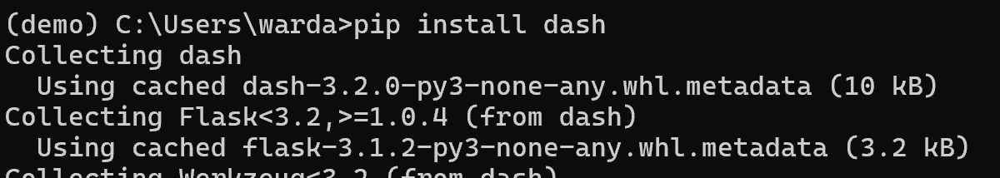 (demo) C:\Users\warda>pip install dash
Collecting dash
  Using cached dash-3.2.0-py3-none-any.whl.metadata (10 kB)
Collecting Flask<3.2,>=1.0.4 (from dash)
  Using cached flask-3.1.2-py3-none-any.whl.metadata (3.2 kB)
Collecting Werkzeug<3.2 (from dash)